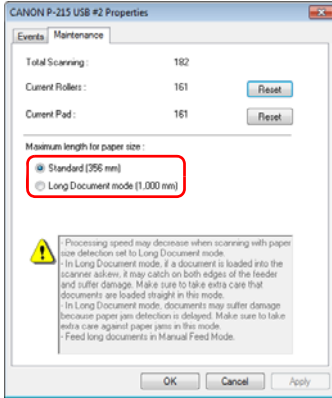 CANON P-215 USB #2 Properties
Events Maintenance
Total Scanning : 182
Current Rollers : 161 Reset
Current Pad : 161 Reset
Maximum length for paper size :
Standard (356 mm)
Long Document mode (1,000 mm)
- Processing speed may decrease when scanning with paper
size detection set to Long Document mode.
- In Long Document mode, if a document is loaded into the
scanner askew, it may catch on both edges of the feeder
and suffer damage. Make sure to take extra care that
documents are loaded straight in this mode.
- In Long Document mode, documents may suffer damage
because paper jam detection is delayed. Make sure to take
extra care against paper jams in this mode.
- Feed long documents in Manual Feed Mode.
OK Cancel Apply